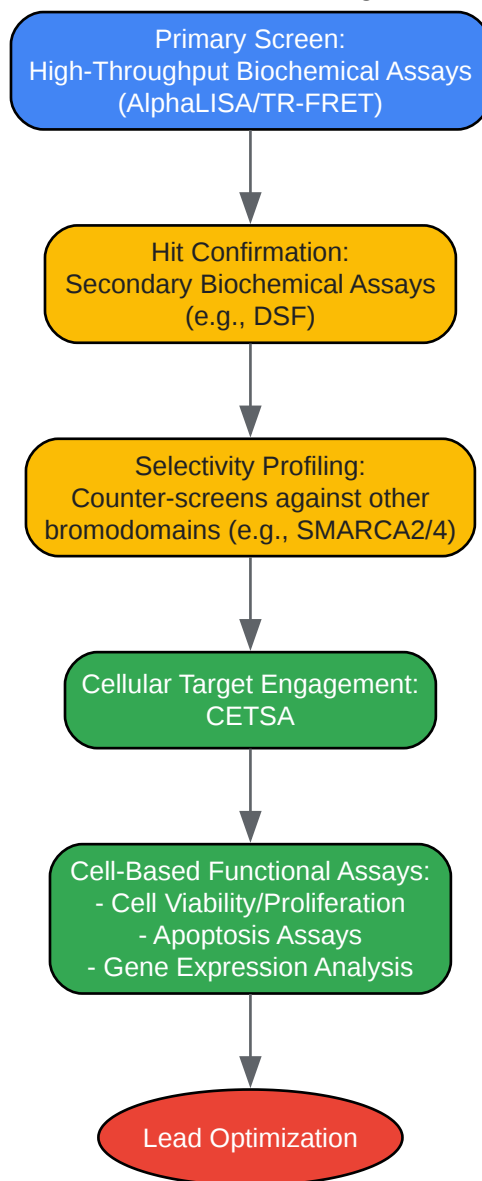 Primary Screen:
High-Throughput Biochemical Assays
(AlphaLISA/TR-FRET)
Hit Confirmation:
Secondary Biochemical Assays
(e.g., DSF)
Selectivity Profiling:
Counter-screens against other
bromodomains (e.g., SMARCA2/4)
Cellular Target Engagement:
CETSA
Cell-Based Functional Assays:
- Cell Viability/Proliferation
- Apoptosis Assays
- Gene Expression Analysis
Lead Optimization